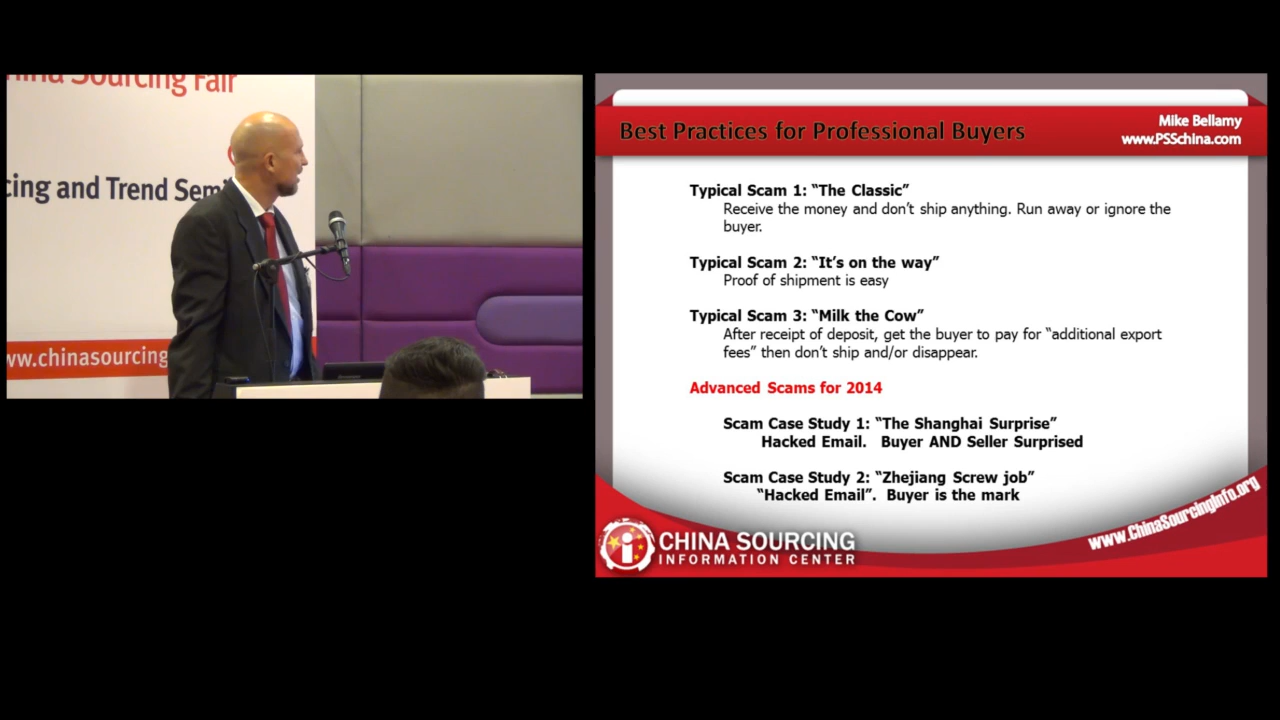 China Sourcing Fair
cing and Trend Sem
www.chinasourcing
Best Practices for Professional Buyers
Mike Bellamy
www.PSSchina.com
Typical Scam 1: “The Classic”
Receive the money and don’t ship anything. Run away or ignore the
buyer.
Typical Scam 2: “It’s on the way”
Proof of shipment is easy
Typical Scam 3: “Milk the Cow”
After receipt of deposit, get the buyer to pay for “additional export
fees” then don’t ship and/or disappear.
Advanced Scams for 2014
Scam Case Study 1: “The Shanghai Surprise”
Hacked Email.   Buyer AND Seller Surprised
Scam Case Study 2: “Zhejiang Screw job”
“Hacked Email”.  Buyer is the mark
www.ChinaSourcingInfo.org
CHINA SOURCING
INFORMATION CENTER